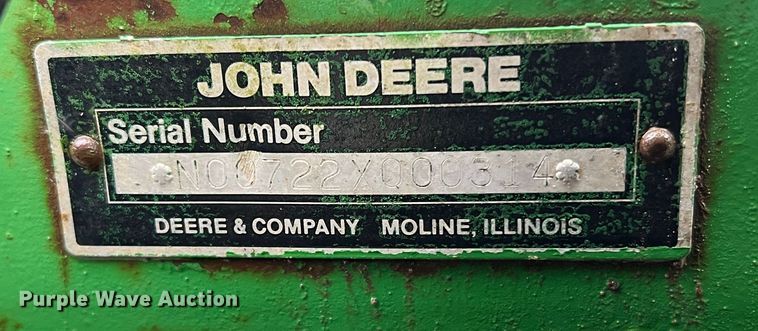 JOHN DEERE
Serial Number
*N00722X000314*
DEERE & COMPANY MOLINE, ILLINOIS
Purple Wave Auction